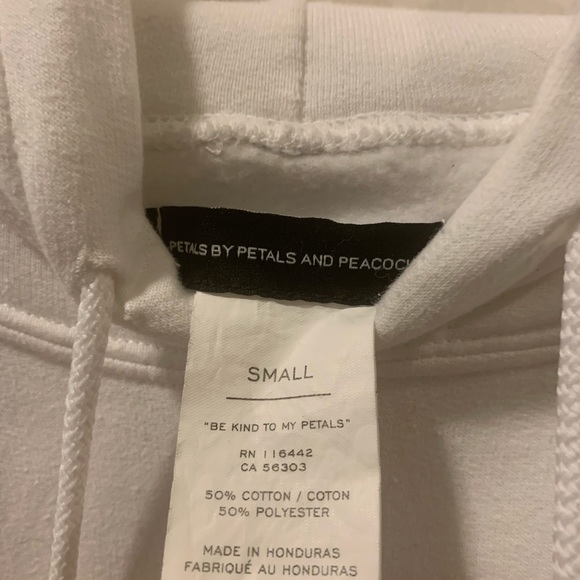 PETALS BY PETALS AND PEACOCK
SMALL
"BE KIND TO MY PETALS"
RN 116442
CA 56303
50% COTTON / COTON
50% POLYESTER
MADE IN HONDURAS
FABRIQUÉ AU HONDURAS